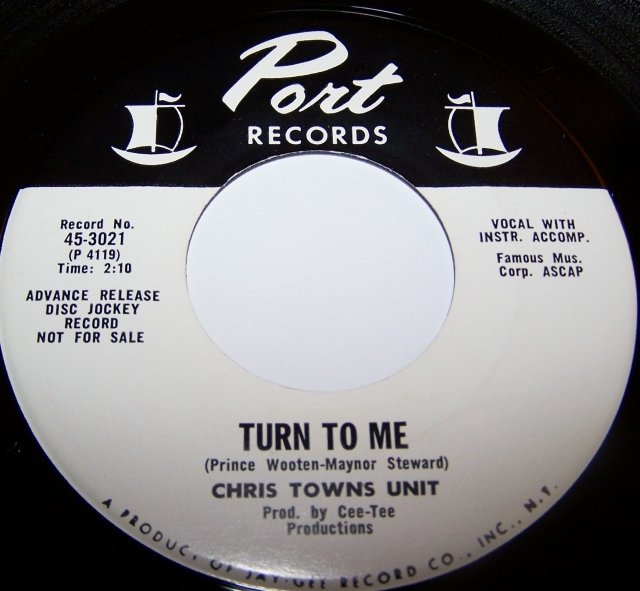 Port
RECORDS
Record No.
45-3021
(P 4119)
Time: 2:10
ADVANCE RELEASE
DISC JOCKEY
RECORD
NOT FOR SALE
VOCAL WITH
INSTR. ACCOMP.
Famous Mus.
Corp. ASCAP
TURN TO ME
(Prince Wooten-Maynor Steward)
CHRIS TOWNS UNIT
Prod. by Cee-Tee
Productions
A PRODUCT OF JAY-GEE RECORD CO., INC., N.Y.